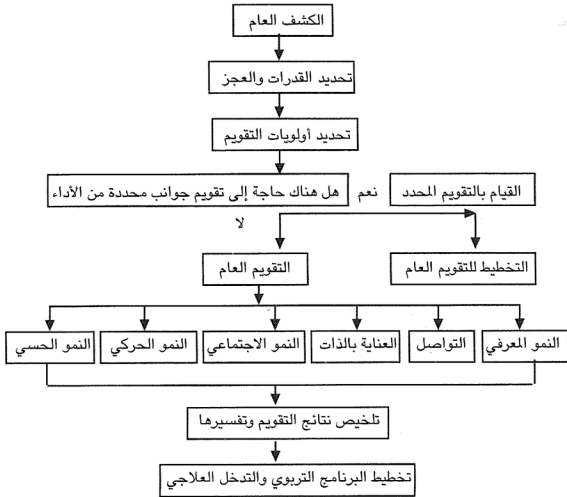 الكشف العام
تحديد القدرات والعجز
تحديد أولويات التقويم
القيام بالتقويم المحدد
نعم
هل هناك حاجة إلى تقويم جوانب محددة من الأداء
لا
التخطيط للتقويم العام
التقويم العام
النمو المعرفي
التواصل
العناية بالذات
النمو الاجتماعي
النمو الحركي
النمو الحسي
تلخيص نتائج التقويم وتفسيرها
تخطيط البرنامج التربوي والتدخل العلاجي